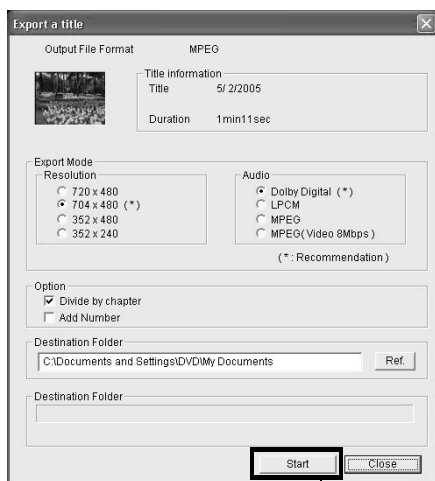 Export a title
Output File Format MPEG
Title information
Title 5/ 2/2005
Duration 1min11sec
Export Mode
Resolution
720 x 480
704 x 480 (*)
352 x 480
352 x 240
Audio
Dolby Digital (*)
LPCM
MPEG
MPEG(Video 8Mbps)
(*: Recommendation)
Option
Divide by chapter
Add Number
Destination Folder
C:\Documents and Settings\DVD\My Documents Ref.
Destination Folder
Start Close